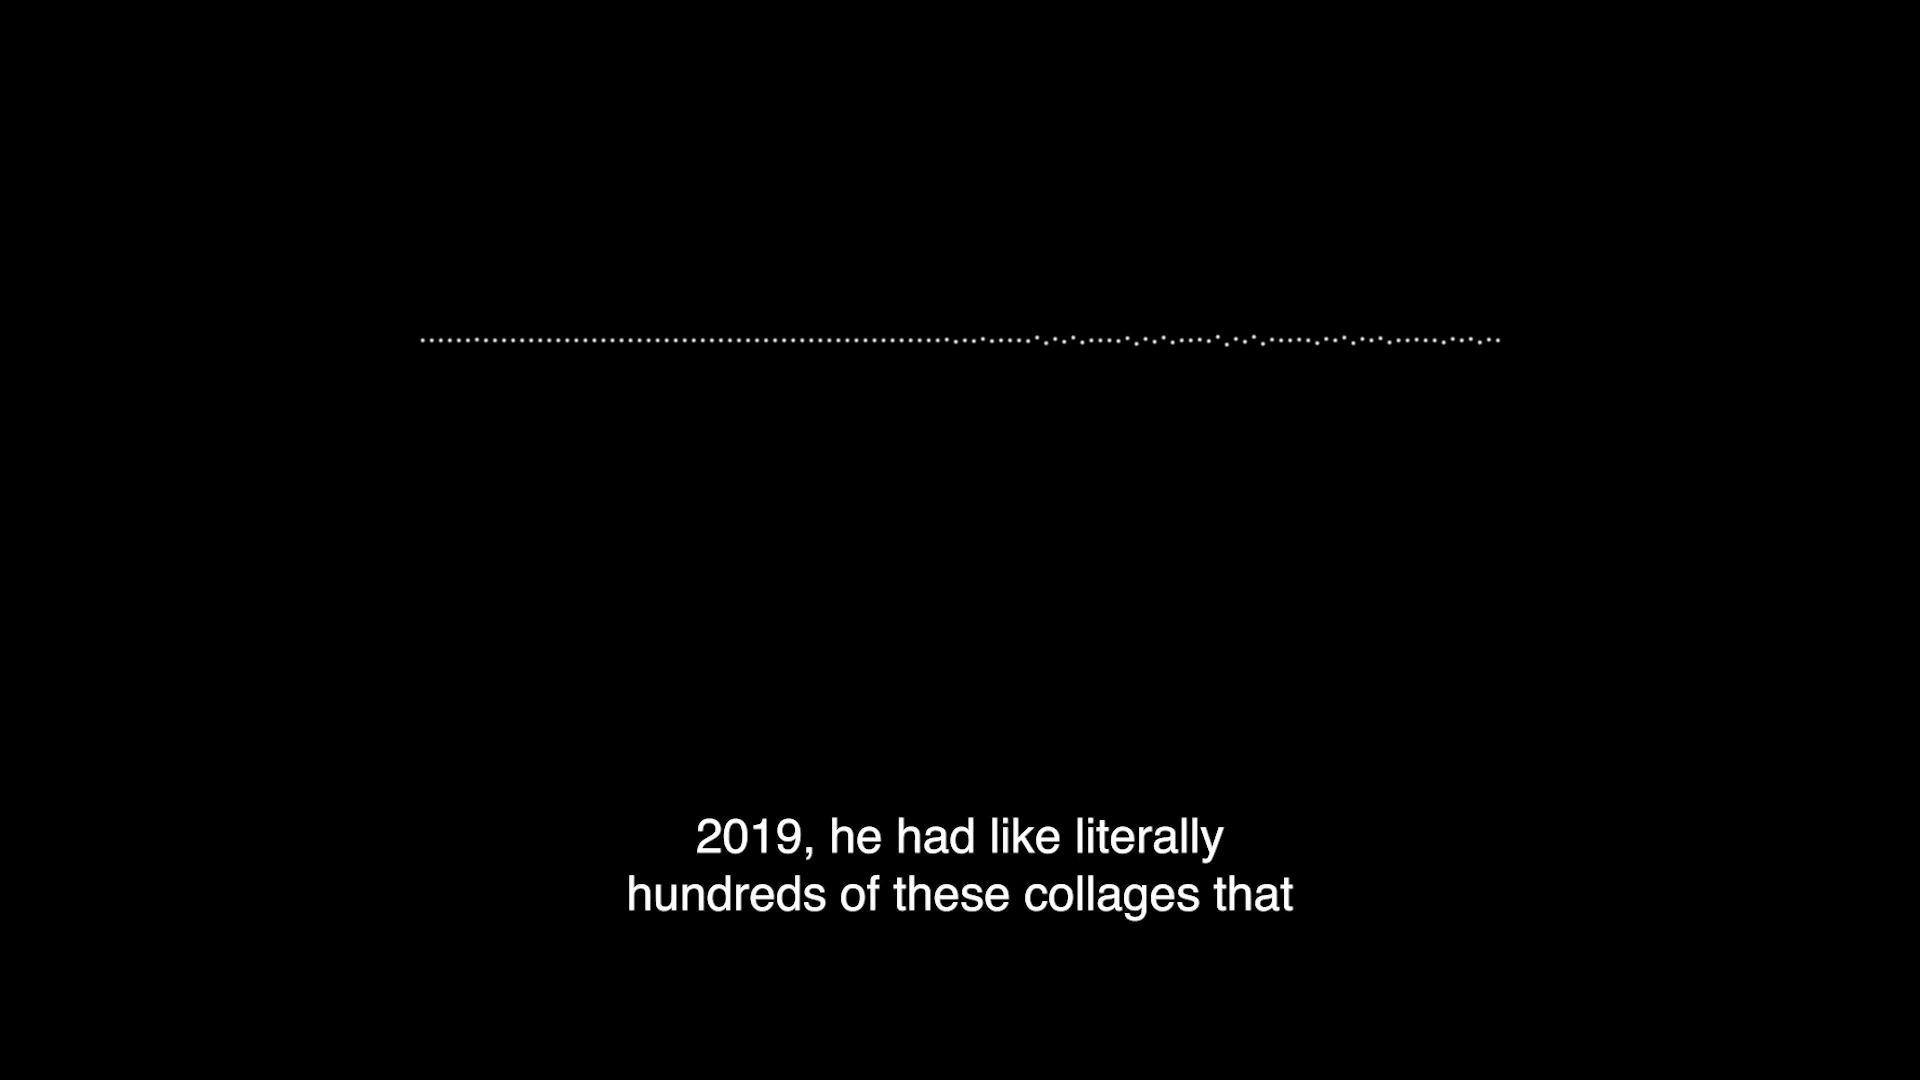 2019, he had like literally
hundreds of these collages that